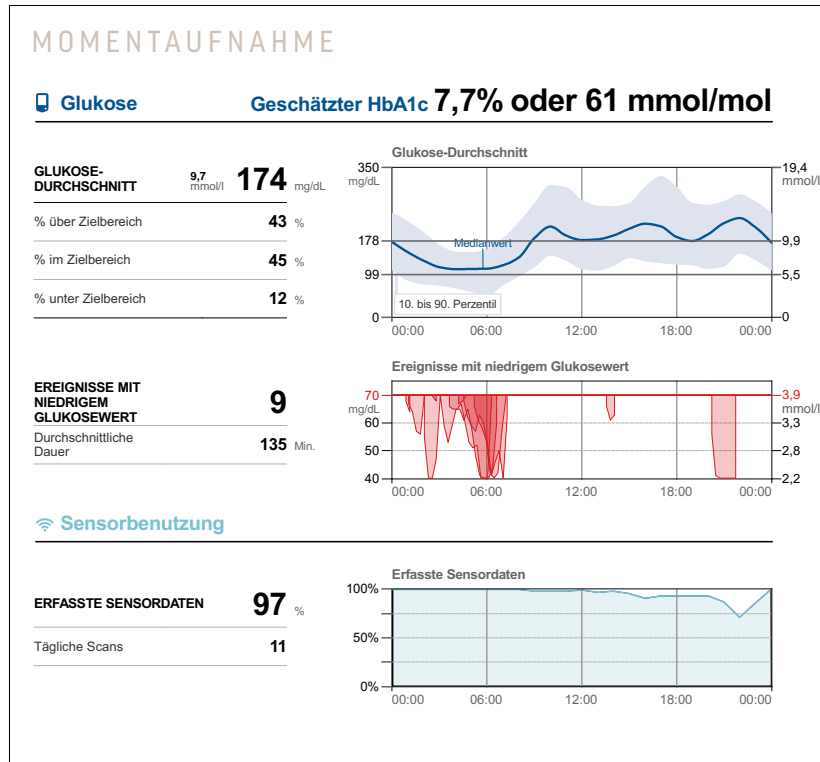 MOMENTAUFNAHME
Glukose
Geschätzter HbA1c 7,7% oder 61 mmol/mol
GLUKOSE-
DURCHSCHNITT
9,7
mmol/l
174 mg/dL
% über Zielbereich 43 %
% im Zielbereich 45 %
% unter Zielbereich 12 %
Glukose-Durchschnitt
350
mg/dL
178
99
0
19,4
mmol/l
9,9
5,5
0
Medianwert
10. bis 90. Perzentil
00:00 06:00 12:00 18:00 00:00
EREIGNISSE MIT
NIEDRIGEM
GLUKOSEWERT
9
Durchschnittliche
Dauer
135 Min.
Ereignisse mit niedrigem Glukosewert
70
mg/dL
60
50
40
3,9
mmol/l
3,3
2,8
2,2
00:00 06:00 12:00 18:00 00:00
Sensorbenutzung
ERFASSTE SENSORDATEN 97 %
Tägliche Scans 11
Erfasste Sensordaten
100%
50%
0%
00:00 06:00 12:00 18:00 00:00